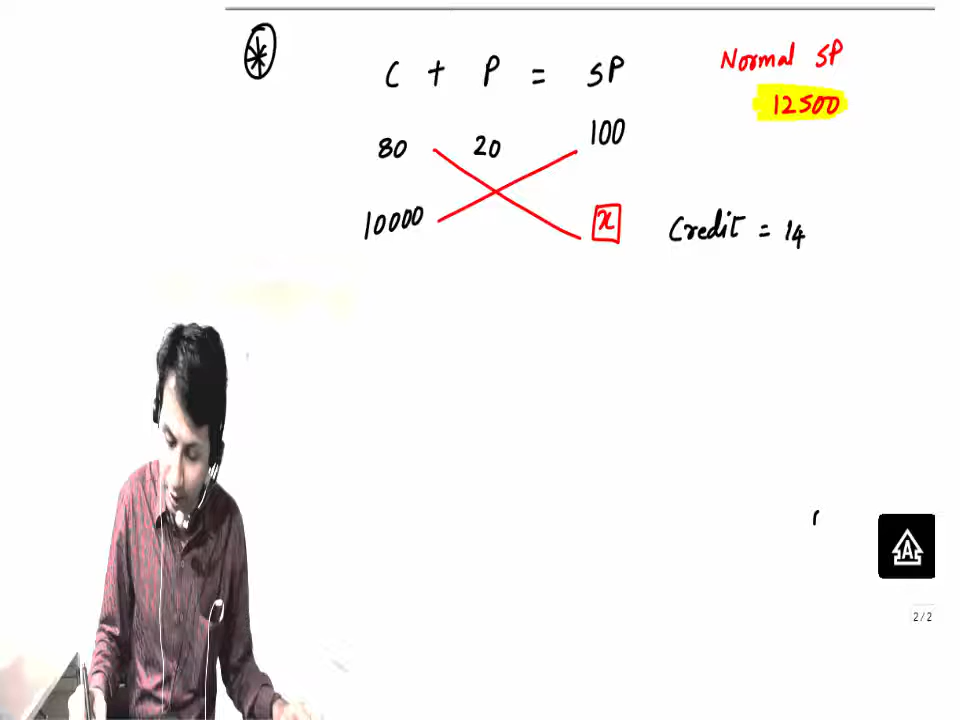 C + P = SP
Normal SP
12500
80 20 100
10000 x
Credit = 14
A
2/2